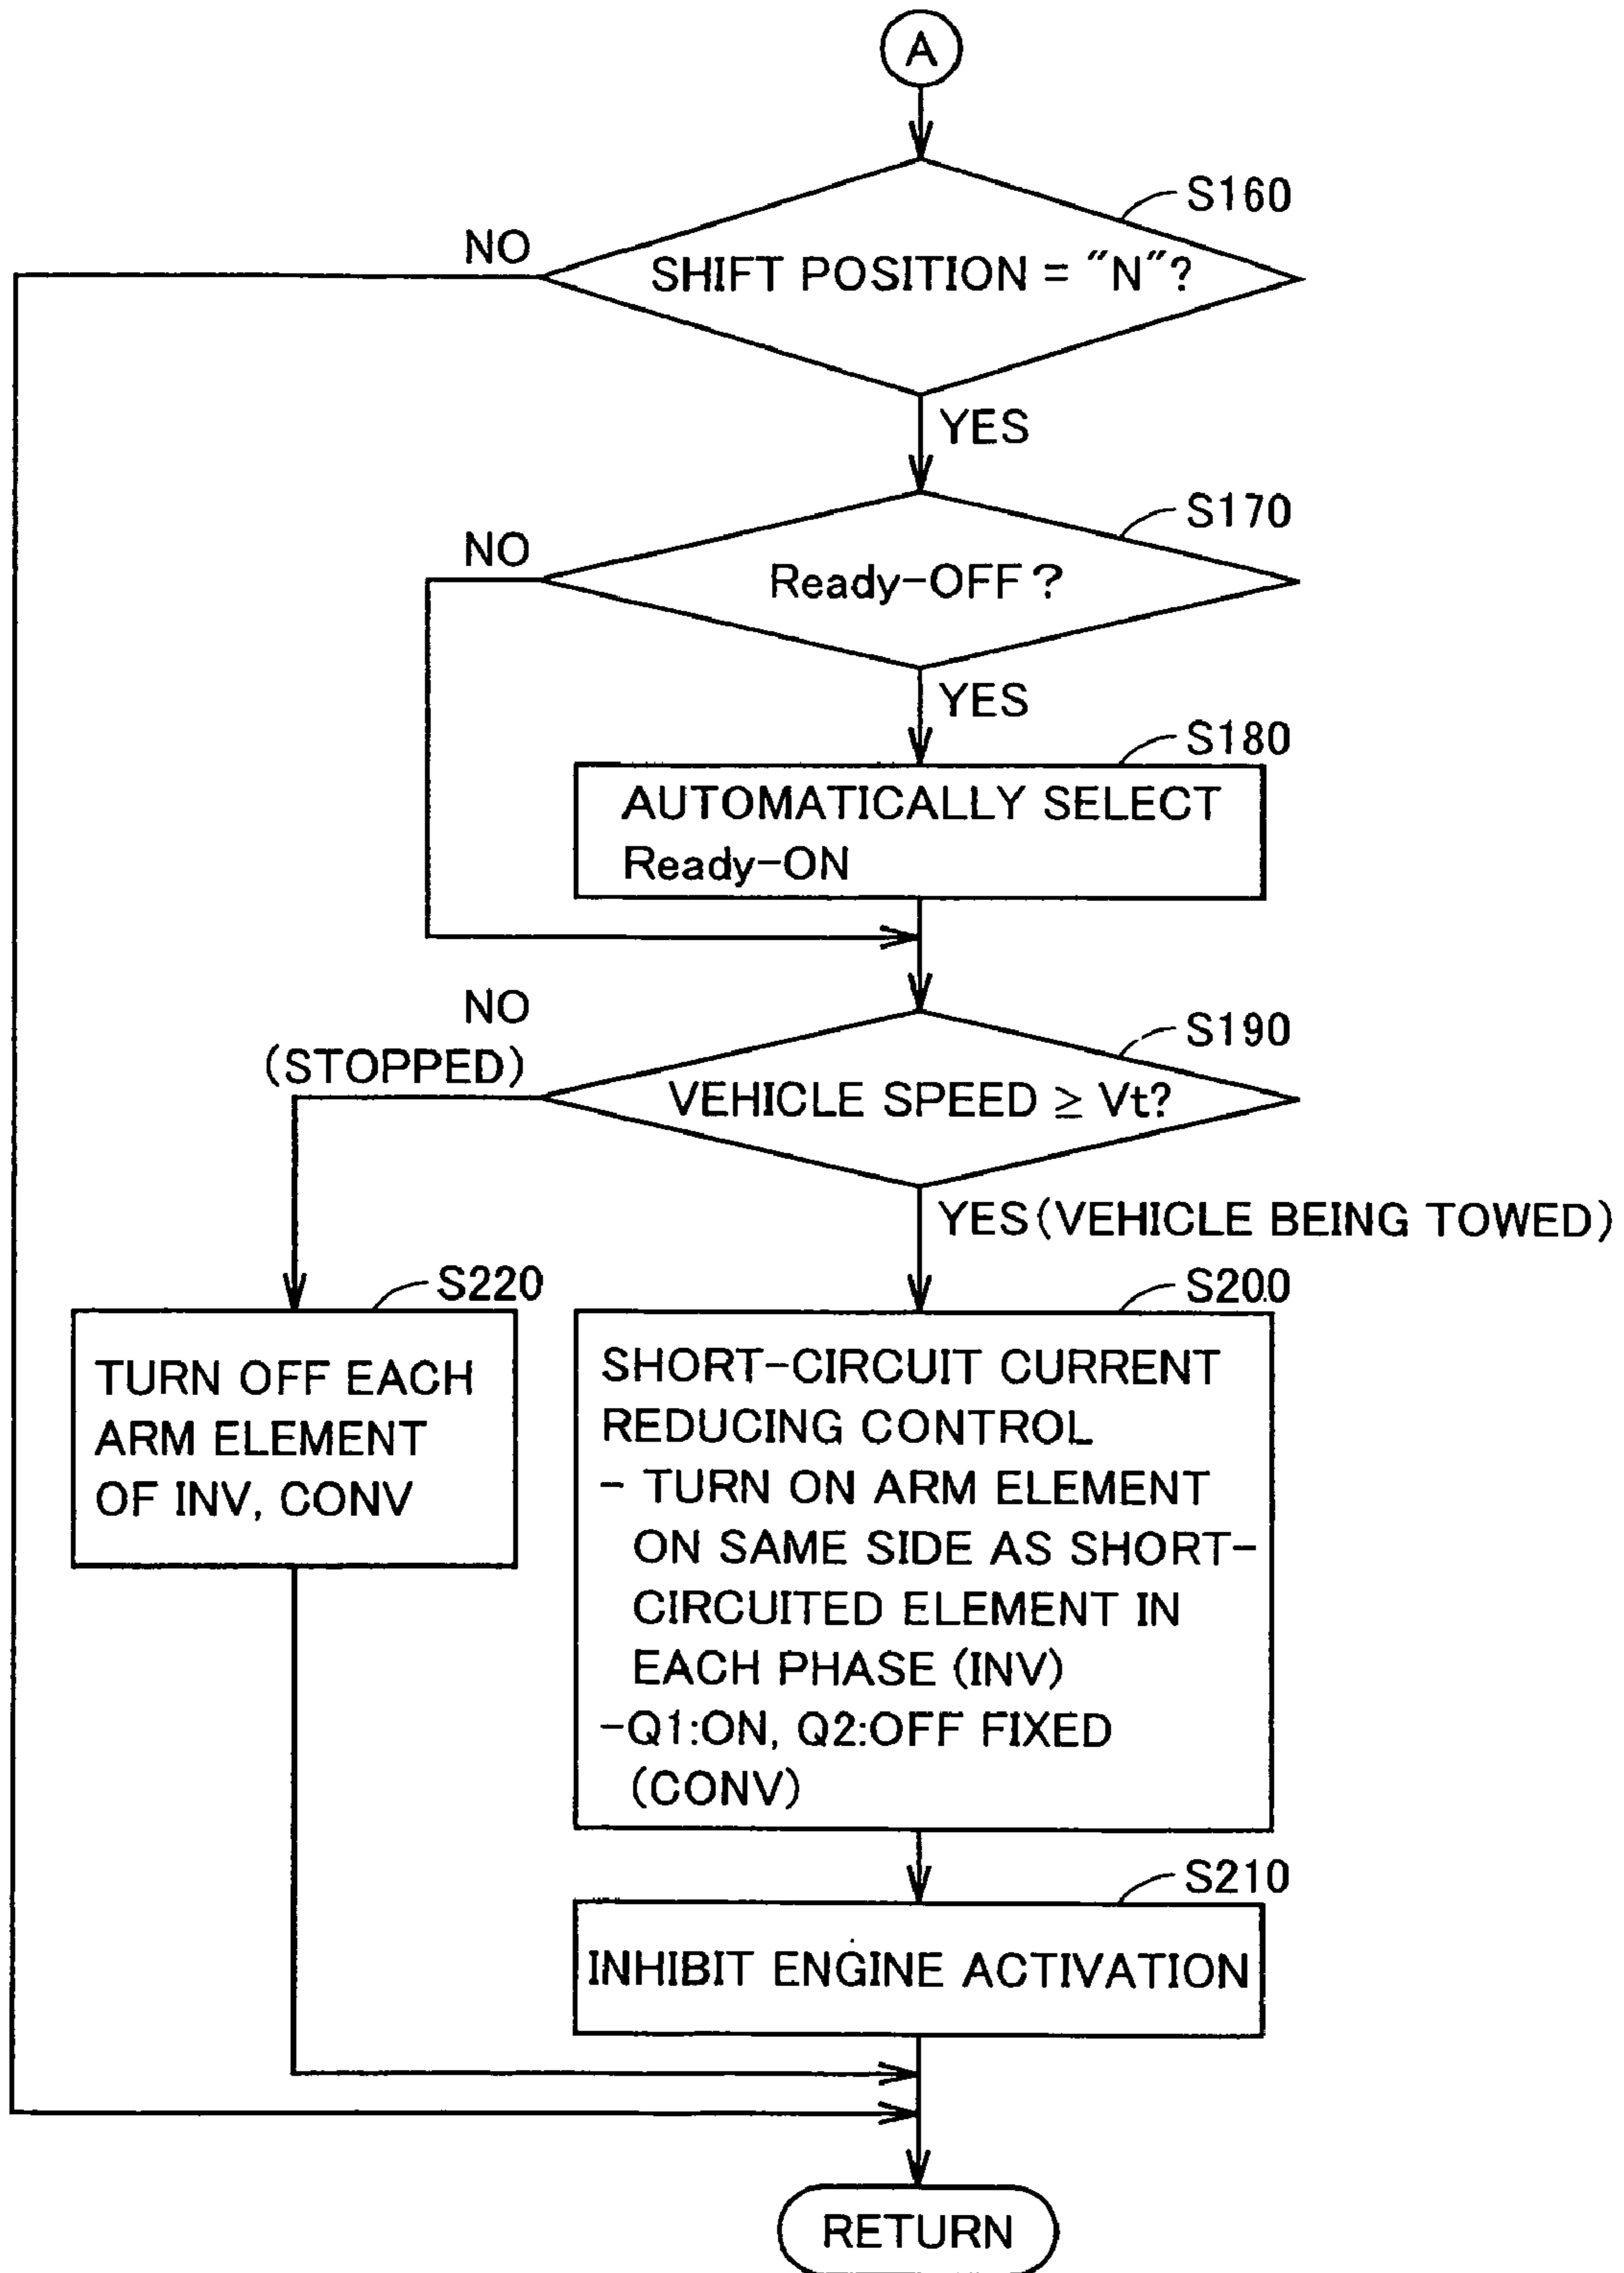 A
S160
NO
SHIFT POSITION = "N"?
YES
S170
NO
Ready-OFF?
YES
S180
AUTOMATICALLY SELECT
Ready-ON
NO
(STOPPED)
S190
VEHICLE SPEED ≥ Vt?
YES(VEHICLE BEING TOWED)
S220
TURN OFF EACH
ARM ELEMENT
OF INV, CONV
S200
SHORT-CIRCUIT CURRENT
REDUCING CONTROL
- TURN ON ARM ELEMENT
ON SAME SIDE AS SHORT-
CIRCUITED ELEMENT IN
EACH PHASE (INV)
-Q1:ON, Q2:OFF FIXED
(CONV)
S210
INHIBIT ENGINE ACTIVATION
RETURN